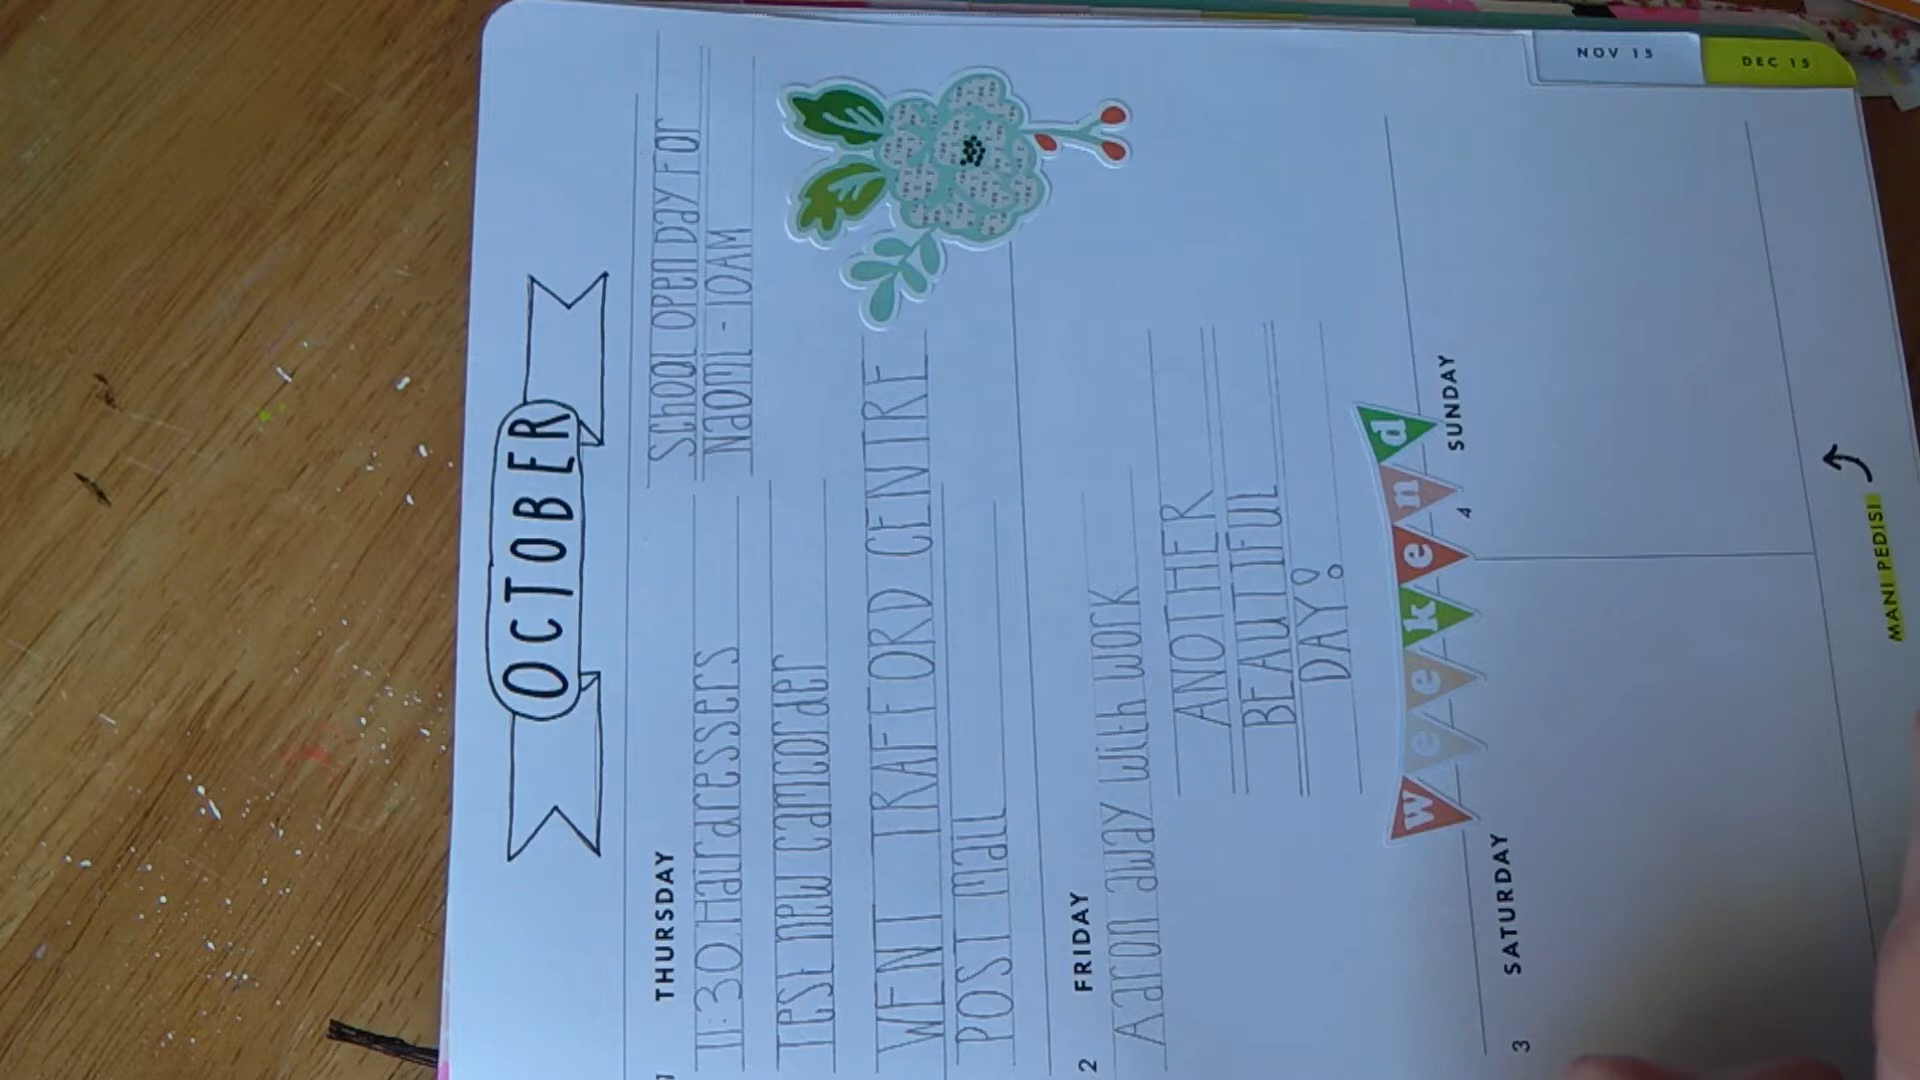 OCTOBER
1 THURSDAY
SCHOOL OPEN DAY FOR
NAOMI - 10AM
11:30 Hairdressers
Test new camcorder
WENT TRAFFORD CENTRE
POST MAIL
2 FRIDAY
Aaron away with work
ANOTHER
BEAUTIFUL
DAY!
weekend
3 SATURDAY
4 SUNDAY
MANI PEDIS!
NOV 15
DEC 15